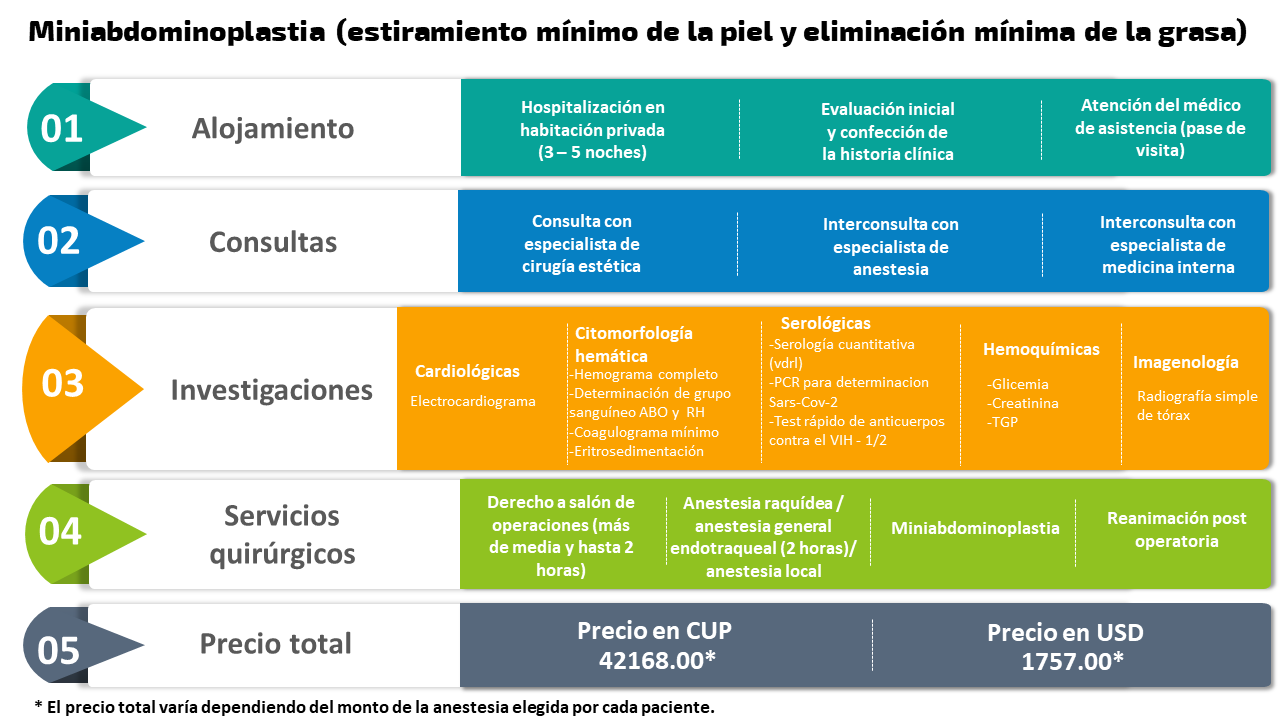 Miniabdominoplastia (estiramiento mínimo de la piel y eliminación mínima de la grasa)
01
Alojamiento
Hospitalización en
habitación privada
(3 – 5 noches)
Evaluación inicial
y confección de
la historia clínica
Atención del médico
de asistencia (pase de
visita)
02
Consultas
Consulta con
especialista de
cirugía estética
Interconsulta con
especialista de
anestesia
Interconsulta con
especialista de
medicina interna
03
Investigaciones
Cardiológicas
Electrocardiograma
Citomorfología
hemática
-Hemograma completo
-Determinación de grupo
sanguíneo ABO y RH
-Coagulograma mínimo
-Eritrosedimentación
Serológicas
-Serología cuantitativa
(vdrl)
-PCR para determinacion
Sars-Cov-2
-Test rápido de anticuerpos
contra el VIH - 1/2
Hemoquímicas
-Glicemia
-Creatinina
-TGP
Imagenología
Radiografía simple
de tórax
04
Servicios
quirúrgicos
Derecho a salón de
operaciones (más
de media y hasta 2
horas)
Anestesia raquídea /
anestesia general
endotraqueal (2 horas)/
anestesia local
Miniabdominoplastia
Reanimación post
operatoria
05
Precio total
Precio en CUP
42168.00*
Precio en USD
1757.00*
* El precio total varía dependiendo del monto de la anestesia elegida por cada paciente.